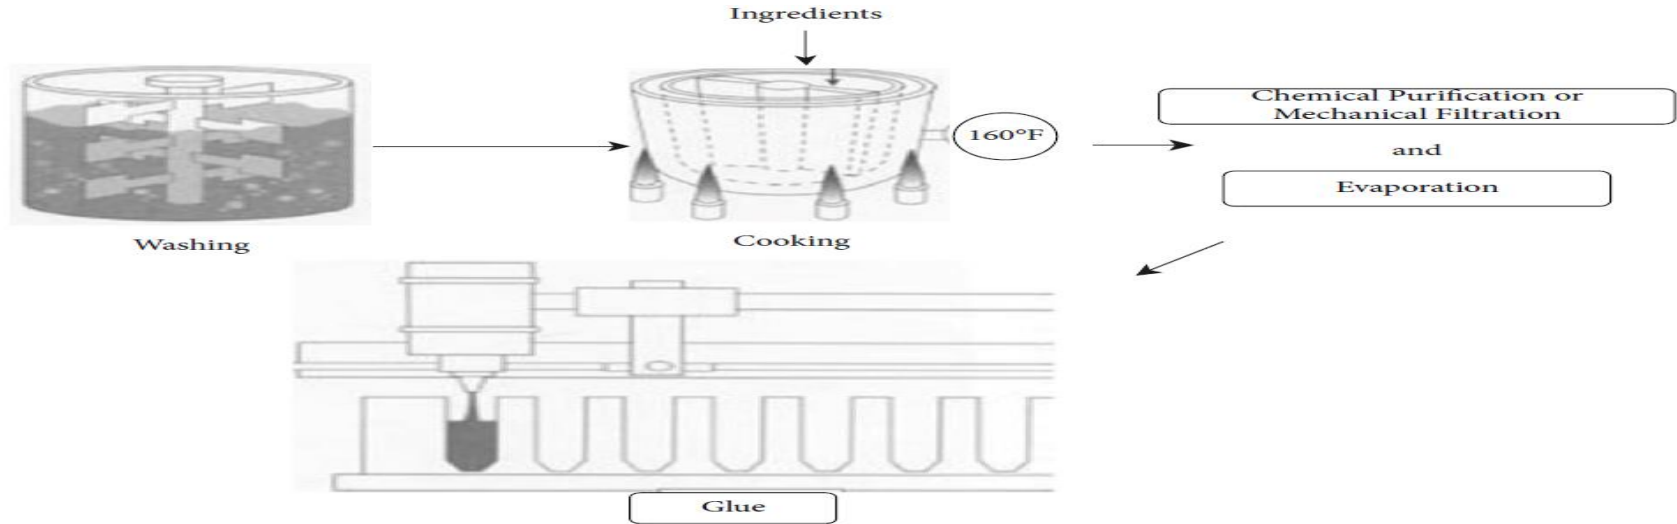 Ingredients
160°F
Chemical Purification or
Mechanical Filtration
and
Evaporation
Washing
Cooking
Glue